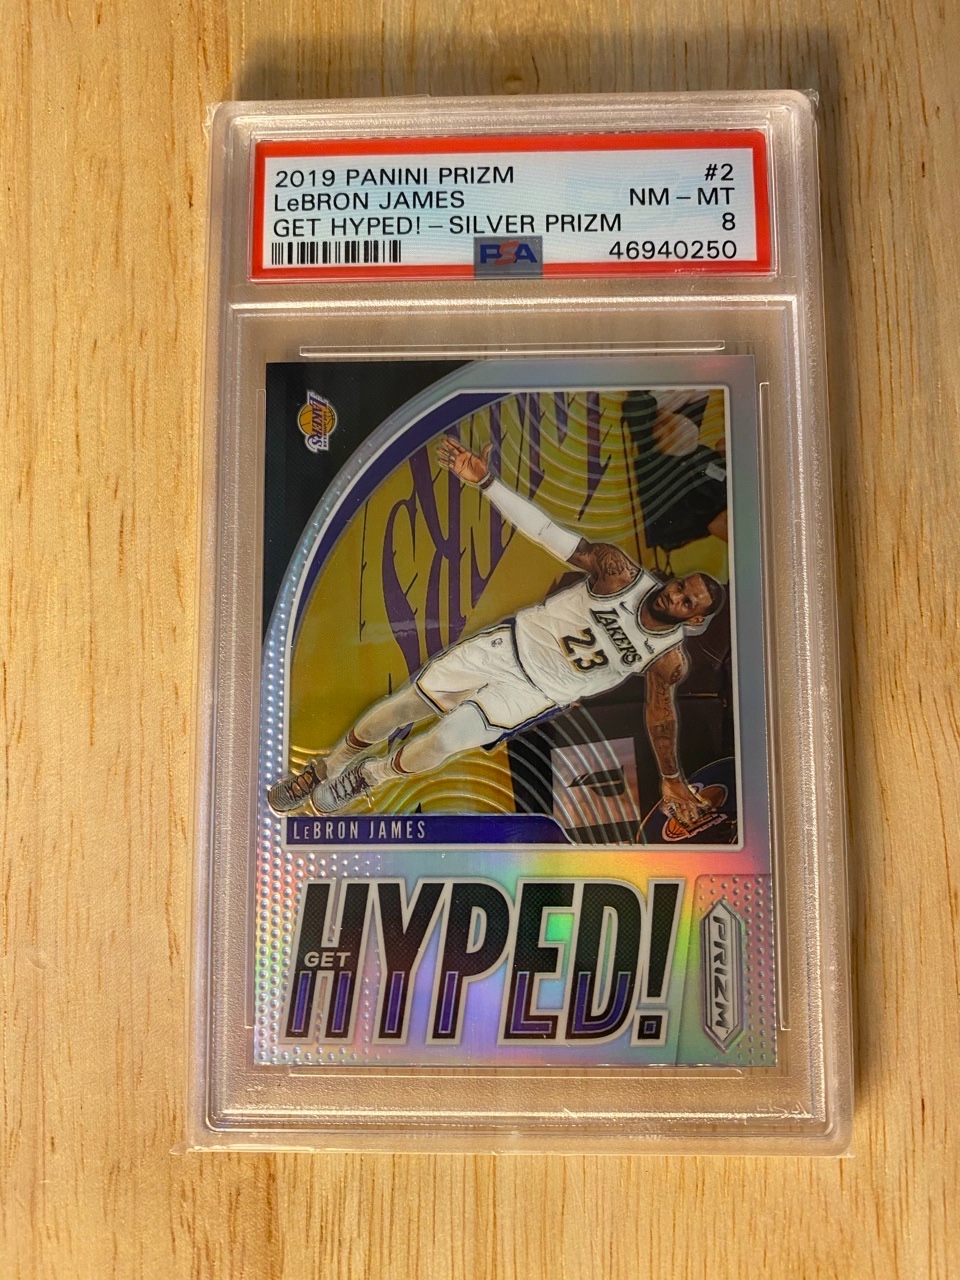 2019 PANINI PRIZM #2
LeBRON JAMES NM – MT
GET HYPED! – SILVER PRIZM 8
PSA 46940250
LAKERS
LAKERS
23
LeBRON JAMES
GET
HYPED!
PRIZM